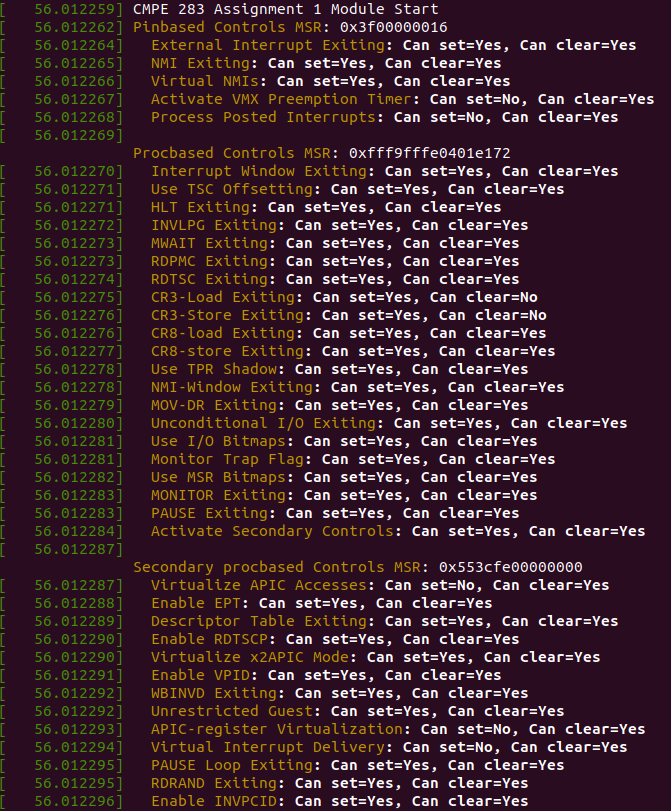 [   56.012259] CMPE 283 Assignment 1 Module Start
[   56.012262] Pinbased Controls MSR: 0x3f00000016
[   56.012264]   External Interrupt Exiting: Can set=Yes, Can clear=Yes
[   56.012265]   NMI Exiting: Can set=Yes, Can clear=Yes
[   56.012266]   Virtual NMIs: Can set=Yes, Can clear=Yes
[   56.012267]   Activate VMX Preemption Timer: Can set=No, Can clear=Yes
[   56.012268]   Process Posted Interrupts: Can set=No, Can clear=Yes
[   56.012269]
Procbased Controls MSR: 0xfff9fffe0401e172
[   56.012270]   Interrupt Window Exiting: Can set=Yes, Can clear=Yes
[   56.012271]   Use TSC Offsetting: Can set=Yes, Can clear=Yes
[   56.012271]   HLT Exiting: Can set=Yes, Can clear=Yes
[   56.012272]   INVLPG Exiting: Can set=Yes, Can clear=Yes
[   56.012273]   MWAIT Exiting: Can set=Yes, Can clear=Yes
[   56.012273]   RDPMC Exiting: Can set=Yes, Can clear=Yes
[   56.012274]   RDTSC Exiting: Can set=Yes, Can clear=Yes
[   56.012275]   CR3-Load Exiting: Can set=Yes, Can clear=No
[   56.012276]   CR3-Store Exiting: Can set=Yes, Can clear=No
[   56.012276]   CR8-load Exiting: Can set=Yes, Can clear=Yes
[   56.012277]   CR8-store Exiting: Can set=Yes, Can clear=Yes
[   56.012278]   Use TPR Shadow: Can set=Yes, Can clear=Yes
[   56.012278]   NMI-Window Exiting: Can set=Yes, Can clear=Yes
[   56.012279]   MOV-DR Exiting: Can set=Yes, Can clear=Yes
[   56.012280]   Unconditional I/O Exiting: Can set=Yes, Can clear=Yes
[   56.012281]   Use I/O Bitmaps: Can set=Yes, Can clear=Yes
[   56.012281]   Monitor Trap Flag: Can set=Yes, Can clear=Yes
[   56.012282]   Use MSR Bitmaps: Can set=Yes, Can clear=Yes
[   56.012283]   MONITOR Exiting: Can set=Yes, Can clear=Yes
[   56.012283]   PAUSE Exiting: Can set=Yes, Can clear=Yes
[   56.012284]   Activate Secondary Controls: Can set=Yes, Can clear=Yes
[   56.012287]
Secondary procbased Controls MSR: 0x553cfe00000000
[   56.012287]   Virtualize APIC Accesses: Can set=No, Can clear=Yes
[   56.012288]   Enable EPT: Can set=Yes, Can clear=Yes
[   56.012289]   Descriptor Table Exiting: Can set=Yes, Can clear=Yes
[   56.012290]   Enable RDTSCP: Can set=Yes, Can clear=Yes
[   56.012290]   Virtualize x2APIC Mode: Can set=Yes, Can clear=Yes
[   56.012291]   Enable VPID: Can set=Yes, Can clear=Yes
[   56.012292]   WBINVD Exiting: Can set=Yes, Can clear=Yes
[   56.012292]   Unrestricted Guest: Can set=Yes, Can clear=Yes
[   56.012293]   APIC-register Virtualization: Can set=No, Can clear=Yes
[   56.012294]   Virtual Interrupt Delivery: Can set=No, Can clear=Yes
[   56.012295]   PAUSE Loop Exiting: Can set=Yes, Can clear=Yes
[   56.012295]   RDRAND Exiting: Can set=Yes, Can clear=Yes
[   56.012296]   Enable INVPCID: Can set=Yes, Can clear=Yes